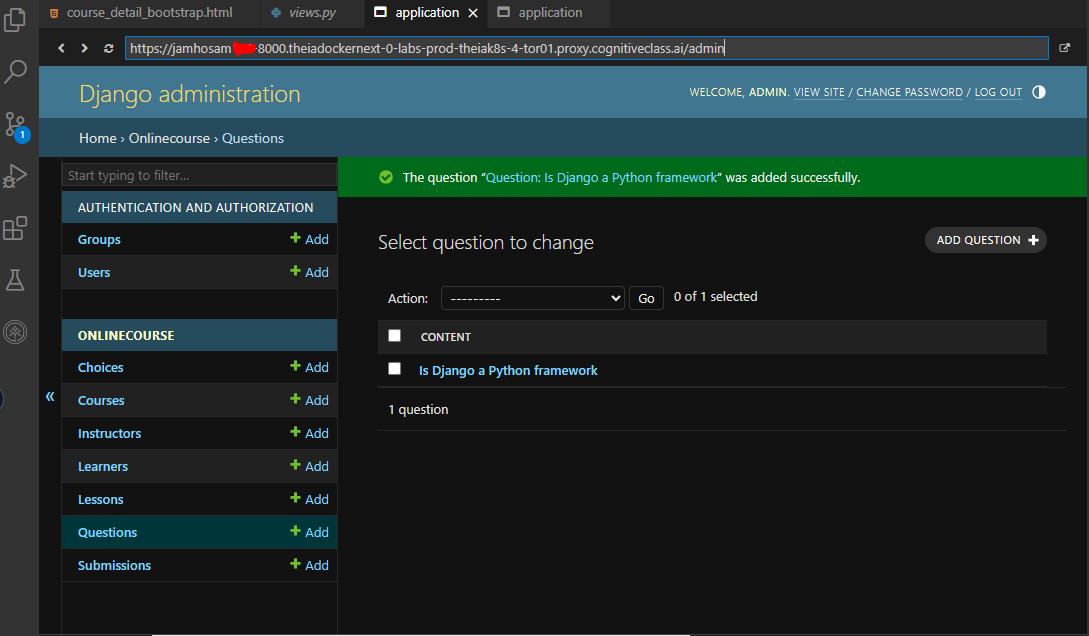 course_detail_bootstrap.html
views.py
application
application
https://jamhosam -8000.theiadockernext-0-labs-prod-theiak8s-4-tor01.proxy.cognitiveclass.ai/admin
Django administration
WELCOME, ADMIN. VIEW SITE / CHANGE PASSWORD / LOG OUT
Home › Onlinecourse › Questions
Start typing to filter...
The question “Question: Is Django a Python framework” was added successfully.
AUTHENTICATION AND AUTHORIZATION
Groups + Add
Users + Add
1
ONLINECOURSE
Choices + Add
Courses + Add
Instructors + Add
Learners + Add
Lessons + Add
Questions + Add
Submissions + Add
«
Select question to change
ADD QUESTION +
Action: --------- Go 0 of 1 selected
CONTENT
Is Django a Python framework
1 question